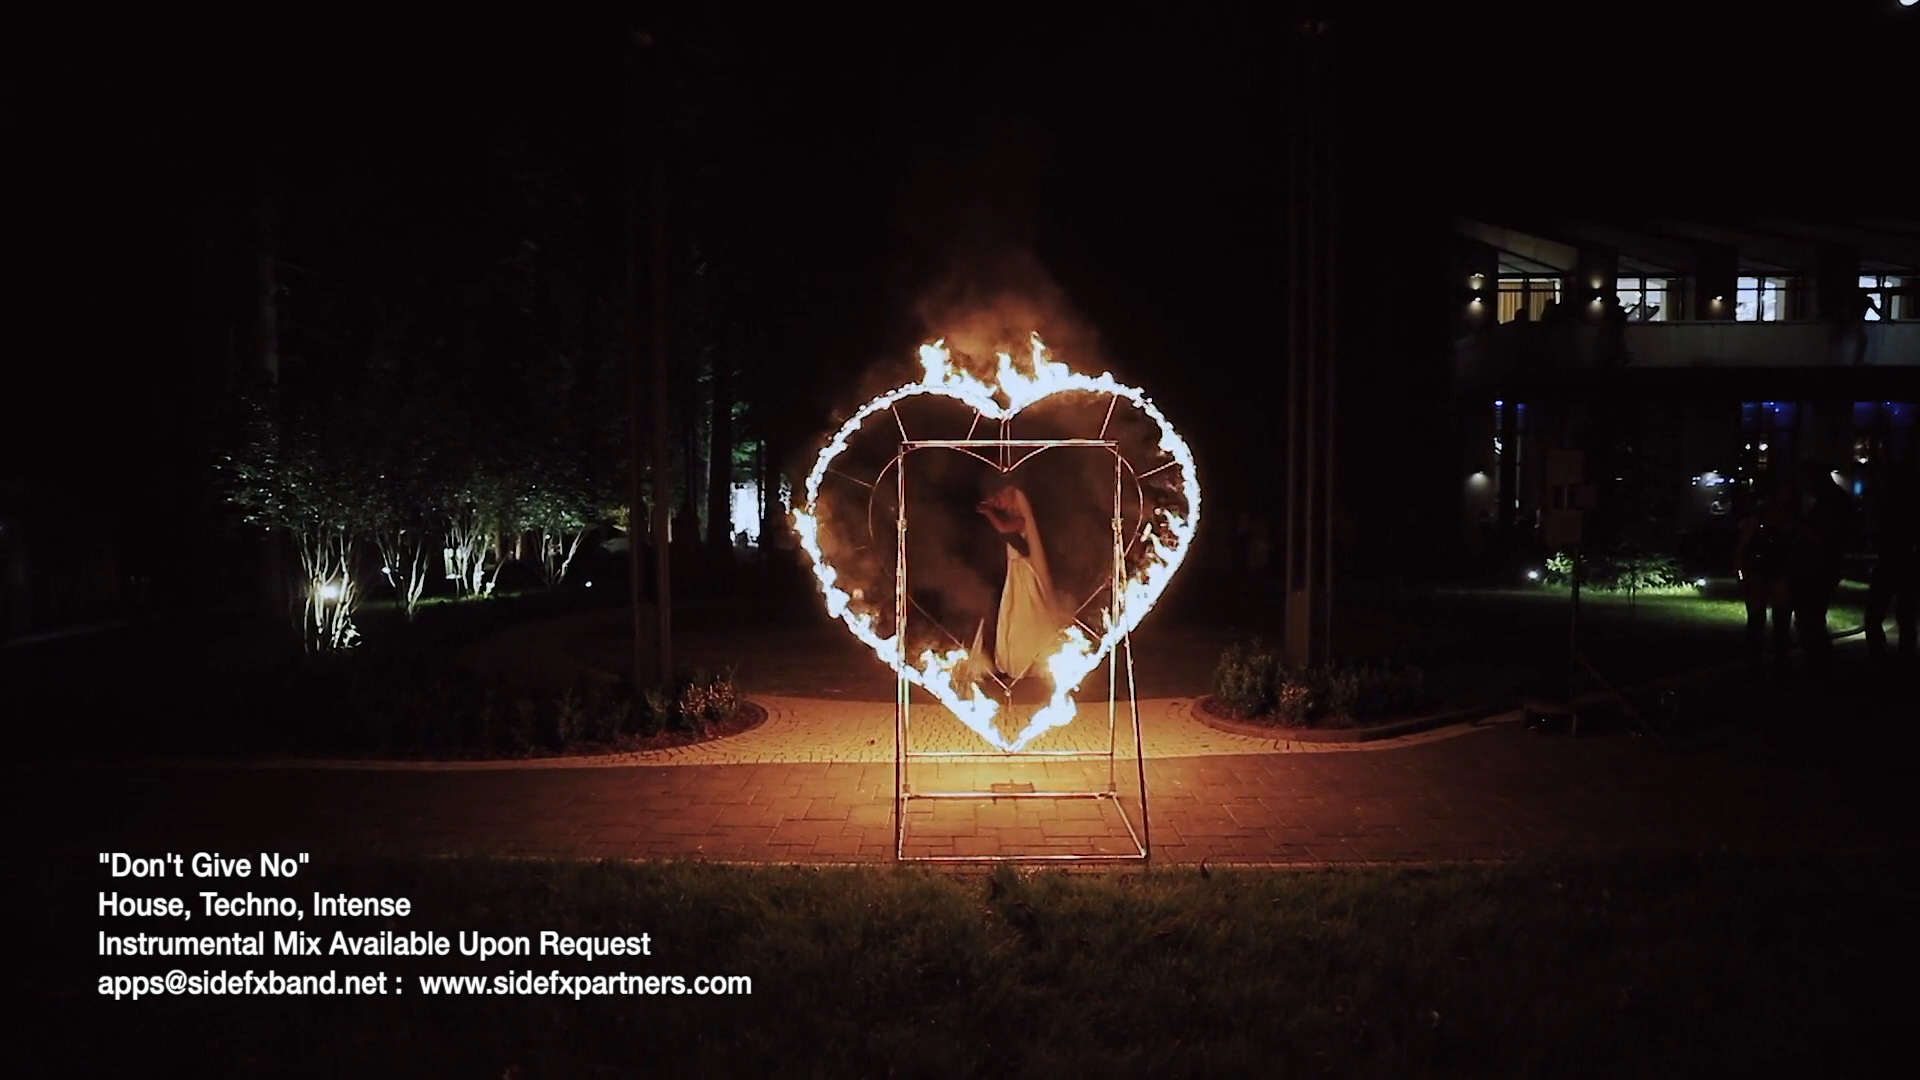 "Don't Give No"
House, Techno, Intense
Instrumental Mix Available Upon Request
apps@sidefxband.net :  www.sidefxpartners.com